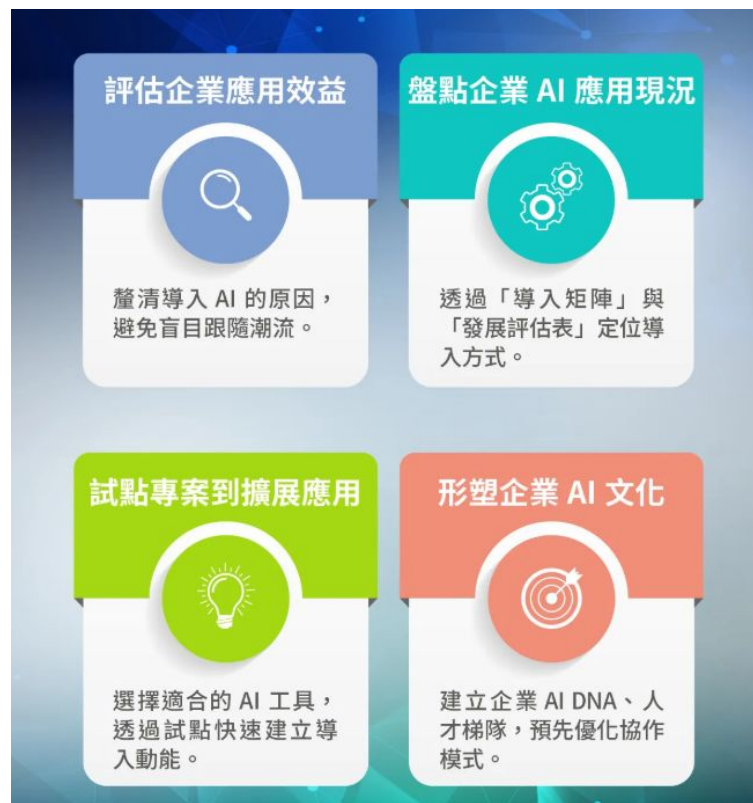 評估企業應用效益
釐清導入 AI 的原因，
避免盲目跟隨潮流。
盤點企業 AI 應用現況
透過「導入矩陣」與
「發展評估表」定位導
入方式。
試點專案到擴展應用
選擇適合的 AI 工具，
透過試點快速建立導
入動能。
形塑企業 AI 文化
建立企業 AI DNA、人
才梯隊，預先優化協作
模式。